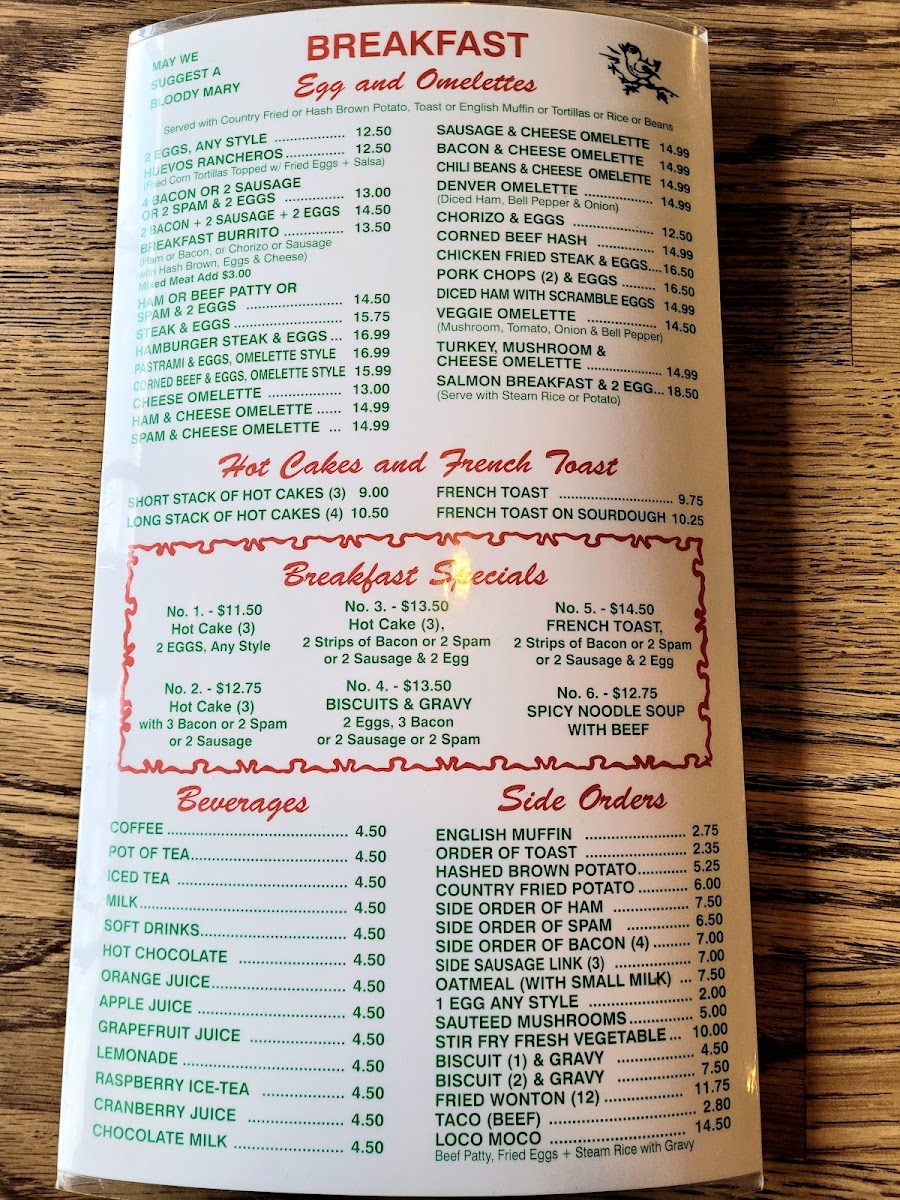 MAY WE
SUGGEST A
BLOODY MARY
BREAKFAST
Egg and Omelettes
Served with Country Fried or Hash Brown Potato, Toast or English Muffin or Tortillas or Rice or Beans
2 EGGS, ANY STYLE ................ 12.50
HUEVOS RANCHEROS .............. 12.50
(Fried Corn Tortillas Topped w/ Fried Eggs + Salsa)
4 BACON OR 2 SAUSAGE
OR 2 SPAM & 2 EGGS .............. 13.00
2 BACON + 2 SAUSAGE + 2 EGGS 14.50
BREAKFAST BURRITO .............. 13.50
(Ham or Bacon, or Chorizo or Sausage
with Hash Brown, Eggs & Cheese)
Mixed Meat Add $3.00
HAM OR BEEF PATTY OR
SPAM & 2 EGGS ...................... 14.50
STEAK & EGGS ......................... 15.75
HAMBURGER STEAK & EGGS ... 16.99
PASTRAMI & EGGS, OMELETTE STYLE 16.99
CORNED BEEF & EGGS, OMELETTE STYLE 15.99
CHEESE OMELETTE .................. 13.00
HAM & CHEESE OMELETTE ...... 14.99
SPAM & CHEESE OMELETTE ... 14.99
SAUSAGE & CHEESE OMELETTE 14.99
BACON & CHEESE OMELETTE 14.99
CHILI BEANS & CHEESE OMELETTE 14.99
DENVER OMELETTE .................. 14.99
(Diced Ham, Bell Pepper & Onion)
CHORIZO & EGGS ..................... 12.50
CORNED BEEF HASH ............... 14.99
CHICKEN FRIED STEAK & EGGS.... 16.50
PORK CHOPS (2) & EGGS ........ 16.50
DICED HAM WITH SCRAMBLE EGGS 14.99
VEGGIE OMELETTE .................. 14.50
(Mushroom, Tomato, Onion & Bell Pepper)
TURKEY, MUSHROOM &
CHEESE OMELETTE .................. 14.99
SALMON BREAKFAST & 2 EGG... 18.50
(Serve with Steam Rice or Potato)
Hot Cakes and French Toast
SHORT STACK OF HOT CAKES (3) 9.00
LONG STACK OF HOT CAKES (4) 10.50
FRENCH TOAST ............................ 9.75
FRENCH TOAST ON SOURDOUGH 10.25
Breakfast Specials
No. 1. - $11.50
Hot Cake (3)
2 EGGS, Any Style
No. 3. - $13.50
Hot Cake (3),
2 Strips of Bacon or 2 Spam
or 2 Sausage & 2 Egg
No. 5. - $14.50
FRENCH TOAST,
2 Strips of Bacon or 2 Spam
or 2 Sausage & 2 Egg
No. 2. - $12.75
Hot Cake (3)
with 3 Bacon or 2 Spam
or 2 Sausage
No. 4. - $13.50
BISCUITS & GRAVY
2 Eggs, 3 Bacon
or 2 Sausage or 2 Spam
No. 6. - $12.75
SPICY NOODLE SOUP
WITH BEEF
Beverages
COFFEE ...................................... 4.50
POT OF TEA................................. 4.50
ICED TEA .................................... 4.50
MILK............................................ 4.50
SOFT DRINKS............................... 4.50
HOT CHOCOLATE ....................... 4.50
ORANGE JUICE............................ 4.50
APPLE JUICE ............................... 4.50
GRAPEFRUIT JUICE .................... 4.50
LEMONADE .................................. 4.50
RASPBERRY ICE-TEA .................. 4.50
CRANBERRY JUICE ..................... 4.50
CHOCOLATE MILK ....................... 4.50
Side Orders
ENGLISH MUFFIN ...................... 2.75
ORDER OF TOAST ...................... 2.35
HASHED BROWN POTATO........... 5.25
COUNTRY FRIED POTATO ........... 6.00
SIDE ORDER OF HAM ................ 7.50
SIDE ORDER OF SPAM .............. 6.50
SIDE ORDER OF BACON (4) ........ 7.00
SIDE SAUSAGE LINK (3) ............. 7.00
OATMEAL (WITH SMALL MILK) ... 7.50
1 EGG ANY STYLE ...................... 2.00
SAUTEED MUSHROOMS.............. 5.00
STIR FRY FRESH VEGETABLE... 10.00
BISCUIT (1) & GRAVY ................. 4.50
BISCUIT (2) & GRAVY ................. 7.50
FRIED WONTON (12) .................. 11.75
TACO (BEEF) ............................... 2.80
LOCO MOCO .............................. 14.50
Beef Patty, Fried Eggs + Steam Rice with Gravy